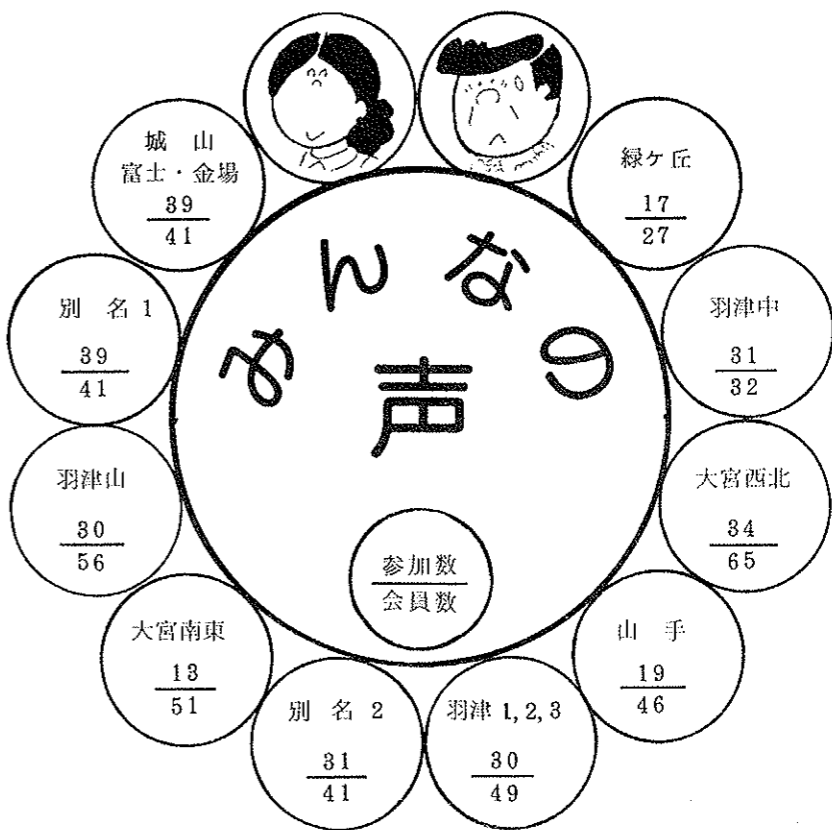 みんなの
声
参加数
会員数
緑ケ丘
17
27
羽津中
31
32
大宮西北
34
65
山手
19
46
羽津 1, 2, 3
30
49
別名 2
31
41
大宮南東
13
51
羽津山
30
56
別名 1
39
41
城山
富士・金場
39
41